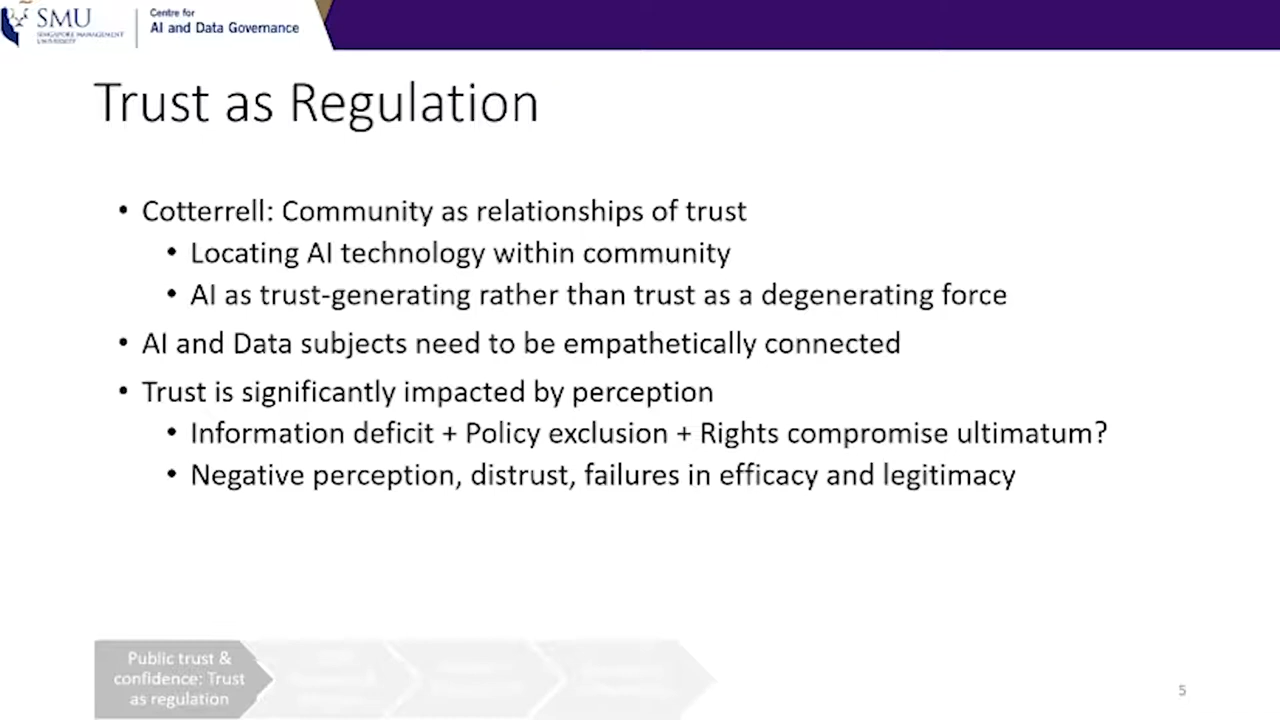 SMU
SINGAPORE MANAGEMENT
UNIVERSITY
Centre for
AI and Data Governance
Trust as Regulation
• Cotterrell: Community as relationships of trust
• Locating AI technology within community
• AI as trust-generating rather than trust as a degenerating force
• AI and Data subjects need to be empathetically connected
• Trust is significantly impacted by perception
• Information deficit + Policy exclusion + Rights compromise ultimatum?
• Negative perception, distrust, failures in efficacy and legitimacy
Public trust &
confidence: Trust
as regulation
5